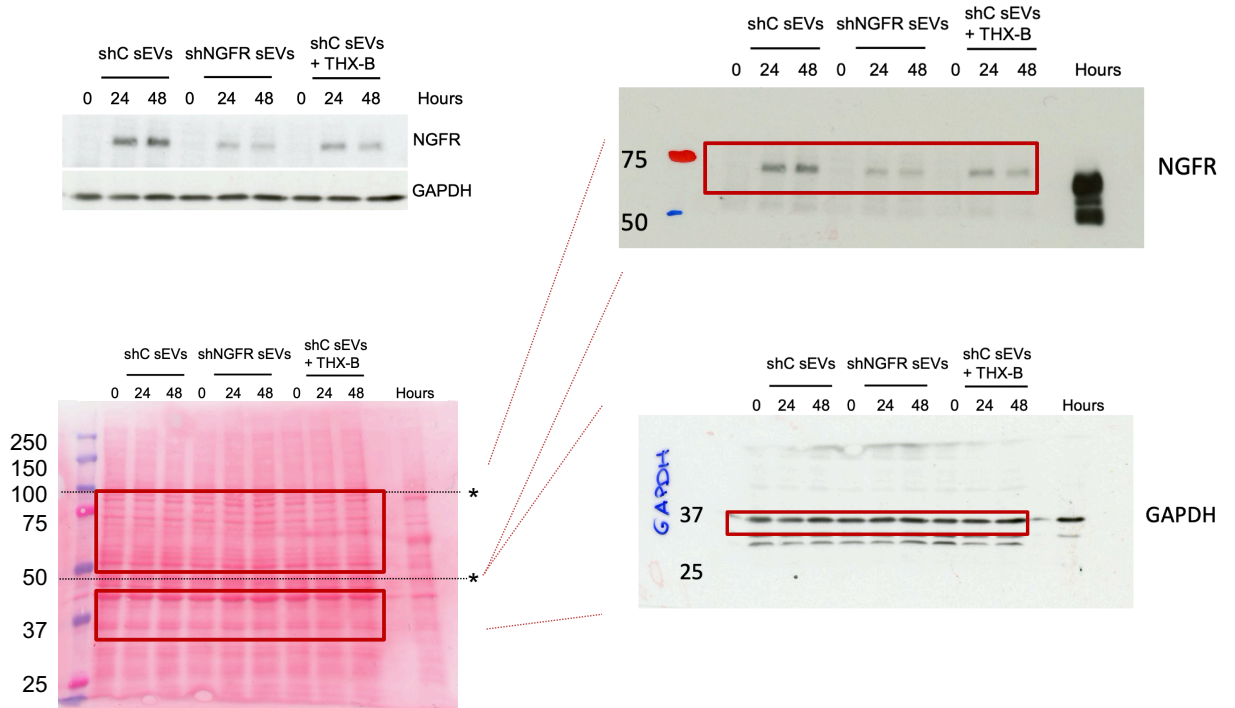 shC sEVs shNGFR sEVs shC sEVs
+ THX-B
0 24 48 0 24 48 0 24 48 Hours
NGFR
GAPDH
shC sEVs shNGFR sEVs shC sEVs
+ THX-B
0 24 48 0 24 48 0 24 48 Hours
75
50
NGFR
shC sEVs shNGFR sEVs shC sEVs
+ THX-B
0 24 48 0 24 48 0 24 48 Hours
250
150
100 *
75
50 *
37
25
shC sEVs shNGFR sEVs shC sEVs
+ THX-B
0 24 48 0 24 48 0 24 48 Hours
GAPDH
37
25
GAPDH